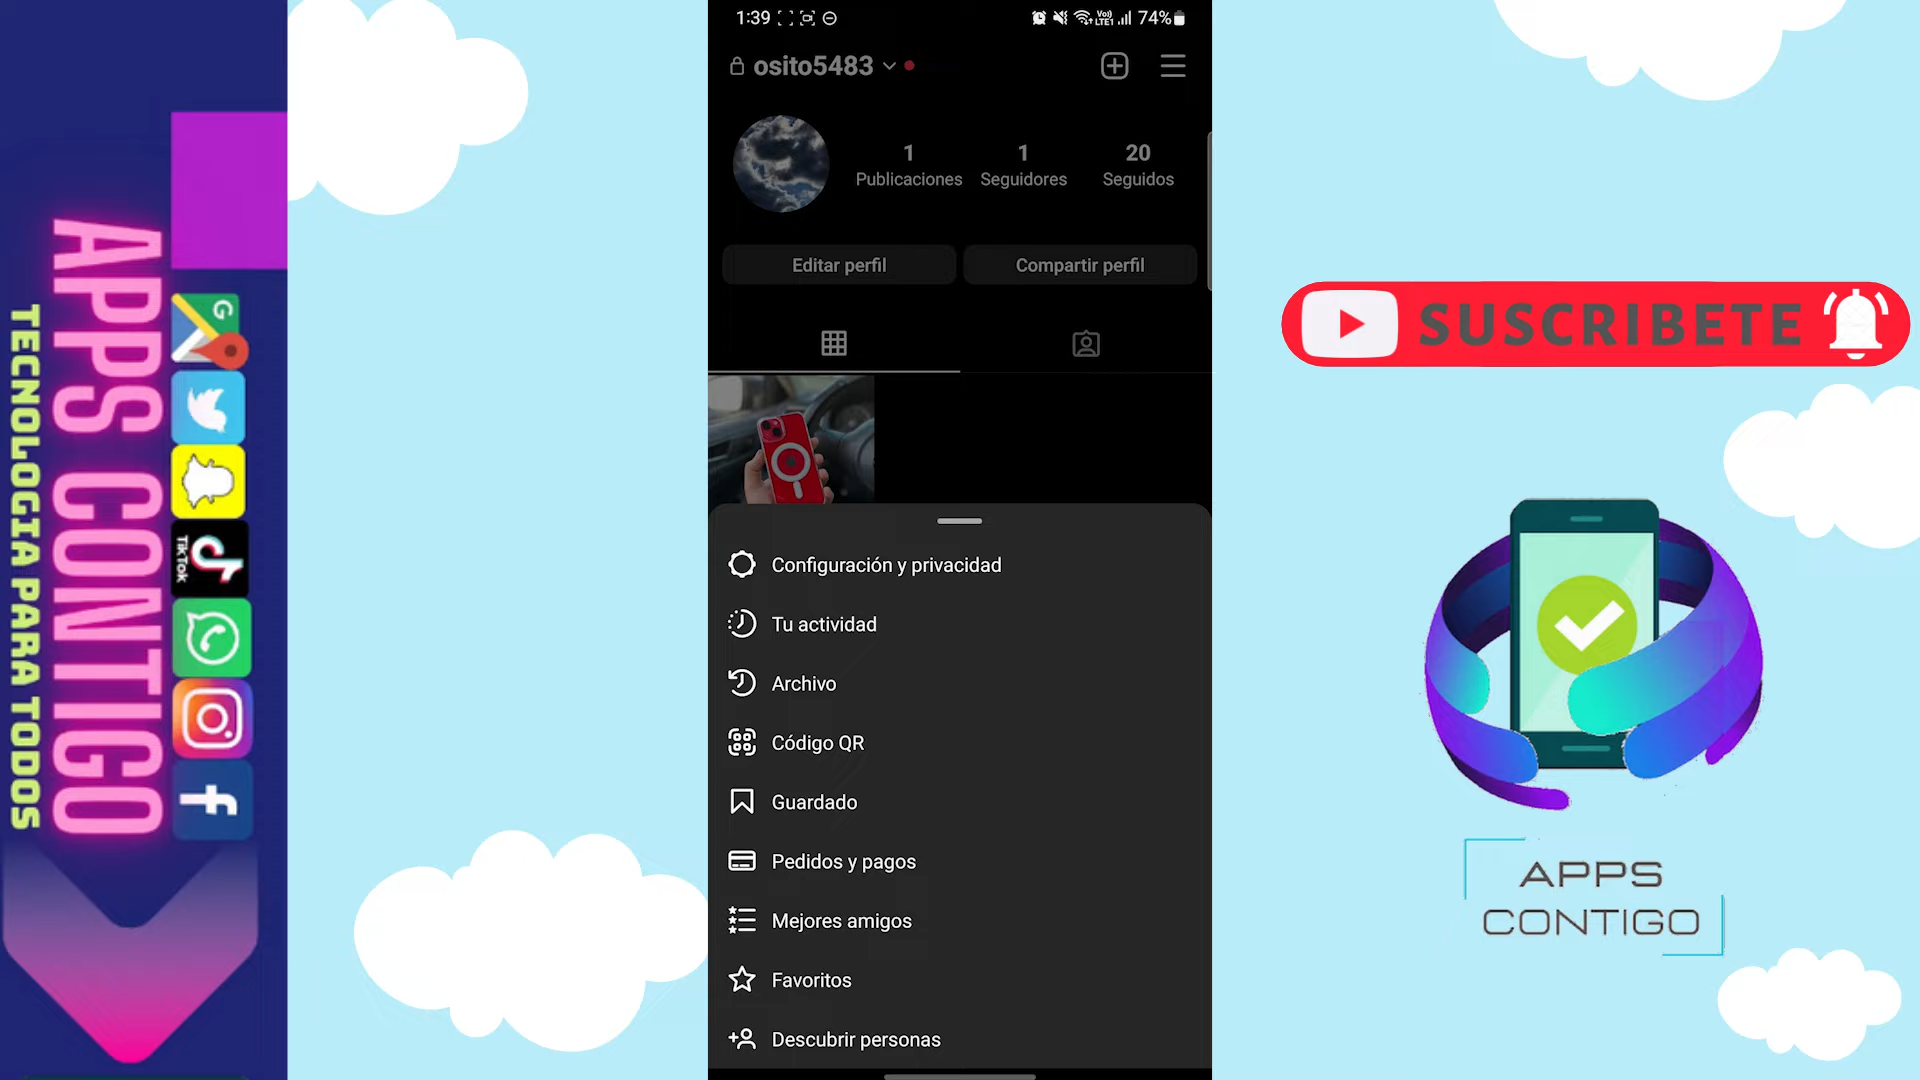 APPS CONTIGO
TECNOLOGIA PARA TODOS
G
TikTok
1:39
Vo))
LTE1
74%
osito5483
1
Publicaciones
1
Seguidores
20
Seguidos
Editar perfil
Compartir perfil
Configuración y privacidad
Tu actividad
Archivo
Código QR
Guardado
Pedidos y pagos
Mejores amigos
Favoritos
Descubrir personas
SUSCRIBETE
APPS
CONTIGO